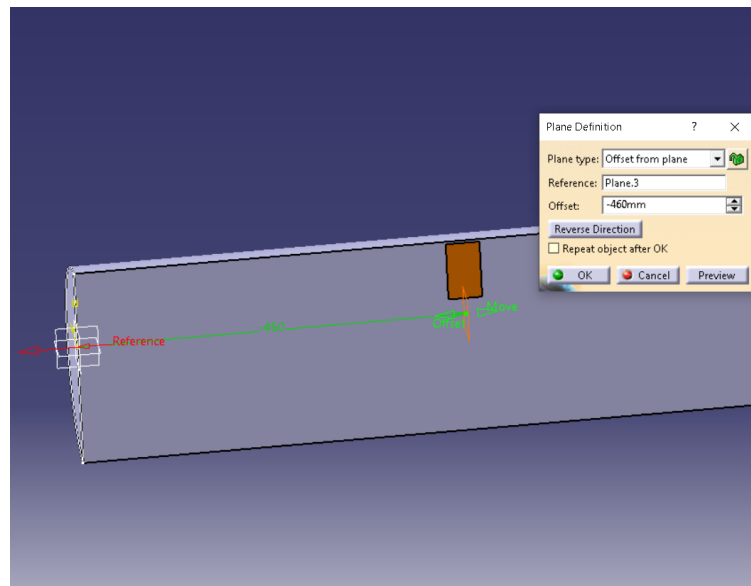 Plane Definition ? ×
Plane type: Offset from plane
Reference: Plane.3
Offset: -460mm
Reverse Direction
Repeat object after OK
OK Cancel Preview
Move
Offset
-460
Reference